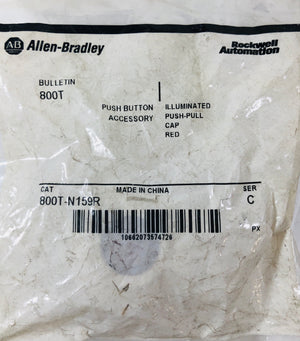 AB Allen-Bradley
Rockwell
Automation
BULLETIN
800T
PUSH BUTTON
ACCESSORY
ILLUMINATED
PUSH-PULL
CAP
RED
CAT
800T-N159R
MADE IN CHINA
SER
C
10662073574726
PX